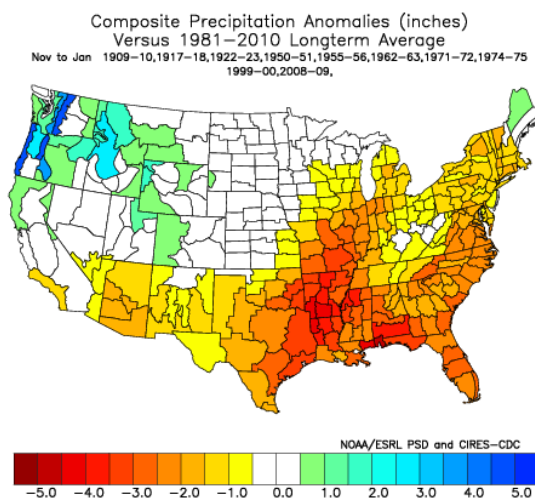 Composite Precipitation Anomalies (inches)
Versus 1981-2010 Longterm Average
Nov to Jan 1909-10,1917-18,1922-23,1950-51,1955-56,1962-63,1971-72,1974-75
1999-00,2008-09,
NOAA/ESRL PSD and CIRES-CDC
-5.0 -4.0 -3.0 -2.0 -1.0 0.0 1.0 2.0 3.0 4.0 5.0